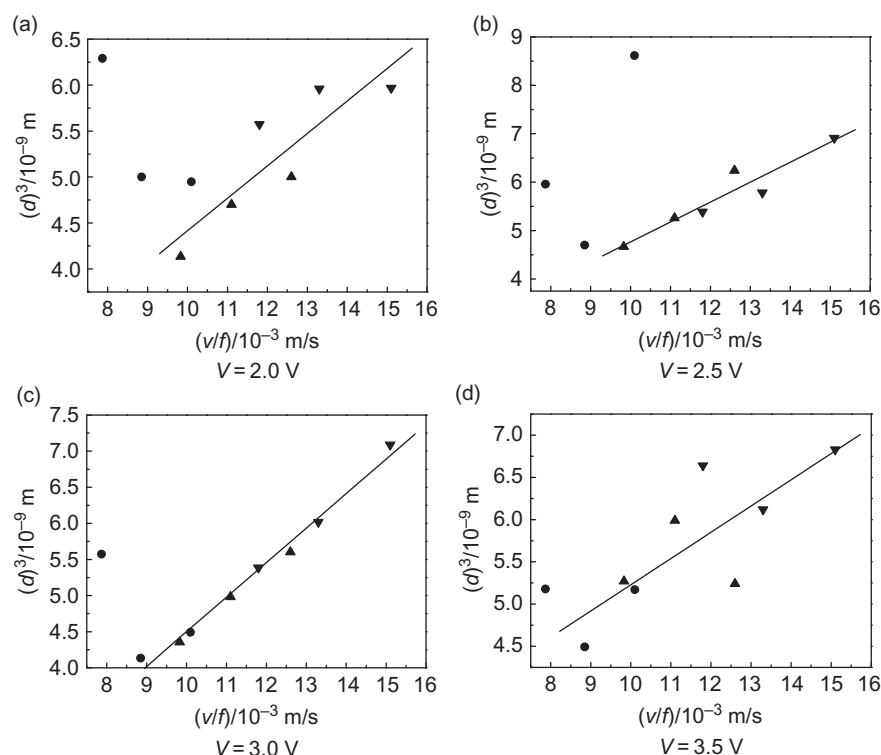 (a)
6.5
6.0
5.5
5.0
4.5
4.0
(d)³/10⁻⁹ m
8 9 10 11 12 13 14 15 16
(v/f)/10⁻³ m/s
V = 2.0 V
(b)
9
8
7
6
5
4
(d)³/10⁻⁹ m
8 9 10 11 12 13 14 15 16
(v/f)/10⁻³ m/s
V = 2.5 V
(c)
7.5
7.0
6.5
6.0
5.5
5.0
4.5
4.0
(d)³/10⁻⁹ m
8 9 10 11 12 13 14 15 16
(v/f)/10⁻³ m/s
V = 3.0 V
(d)
7.0
6.5
6.0
5.5
5.0
4.5
(d)³/10⁻⁹ m
8 9 10 11 12 13 14 15 16
(v/f)/10⁻³ m/s
V = 3.5 V